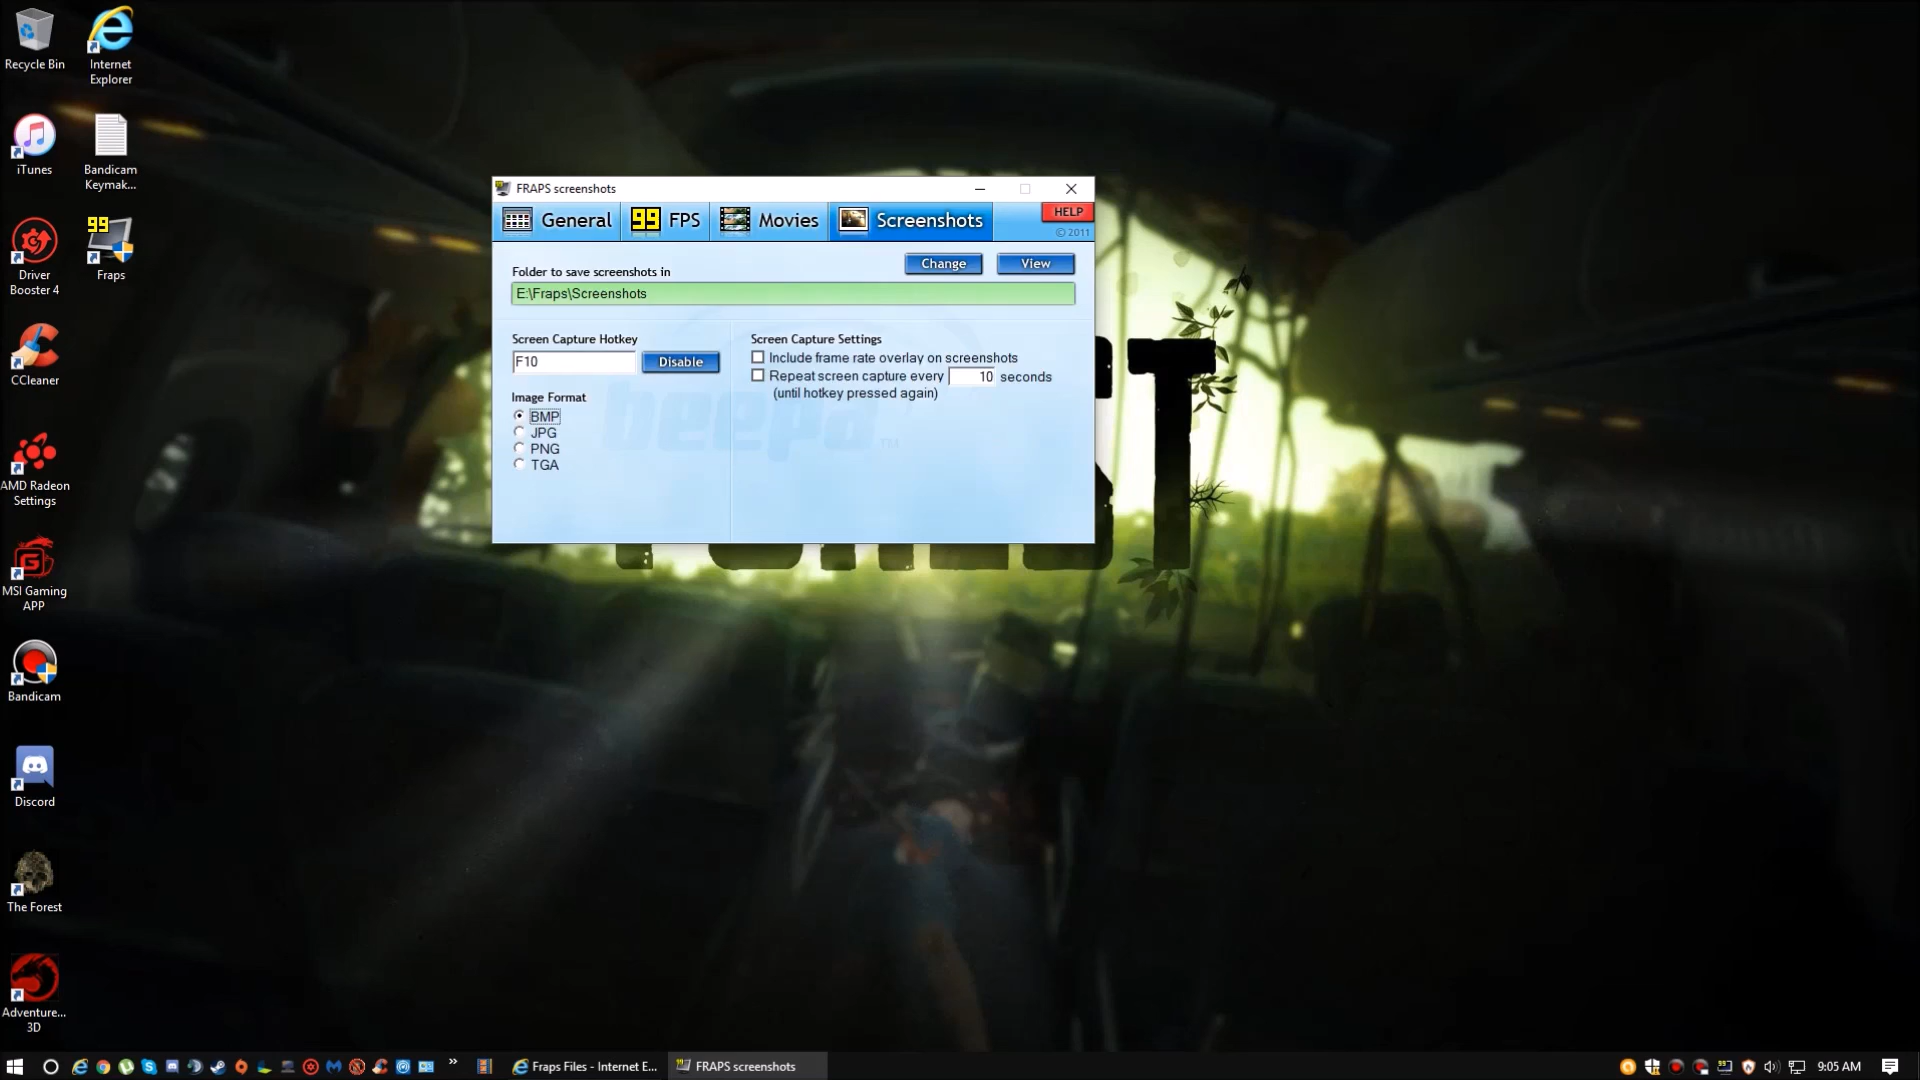 Recycle Bin
Internet
Explorer
iTunes
Bandicam
Keymak...
Driver
Booster 4
99
Fraps
CCleaner
AMD Radeon
Settings
MSI Gaming
APP
Bandicam
Discord
The Forest
Adventure...
3D
FRAPS screenshots
General
99 FPS
Movies
Screenshots
HELP
© 2011
Folder to save screenshots in
Change
View
E:\Fraps\Screenshots
Screen Capture Hotkey
F10
Disable
Image Format
BMP
JPG
PNG
TGA
Screen Capture Settings
Include frame rate overlay on screenshots
Repeat screen capture every 10 seconds
(until hotkey pressed again)
beepa™
Fraps Files - Internet E...
FRAPS screenshots
9:05 AM